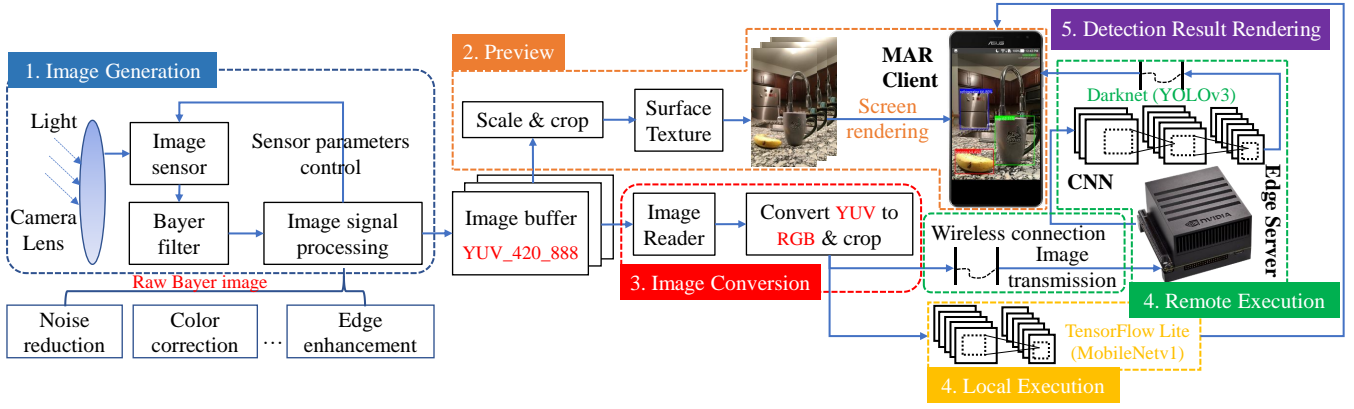 1. Image Generation
Light
Camera
Lens
Image
sensor
Bayer
filter
Sensor parameters
control
Image signal
processing
Raw Bayer image
Noise
reduction
Color
correction
...
Edge
enhancement
2. Preview
Scale & crop
Surface
Texture
Screen
rendering
MAR
Client
ASUS
Image buffer
YUV_420_888
Image
Reader
Convert YUV to
RGB & crop
3. Image Conversion
5. Detection Result Rendering
Darknet (YOLOv3)
CNN
Edge Server
NVIDIA
Wireless connection
Image
transmission
4. Remote Execution
TensorFlow Lite
(MobileNetv1)
4. Local Execution